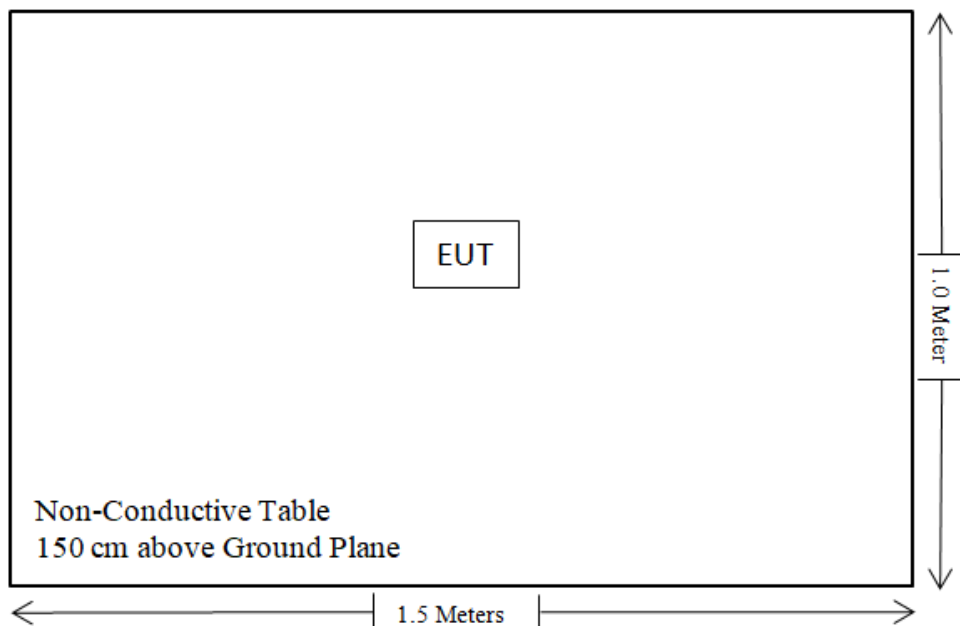 EUT
1.0 Meter
Non-Conductive Table
150 cm above Ground Plane
1.5 Meters